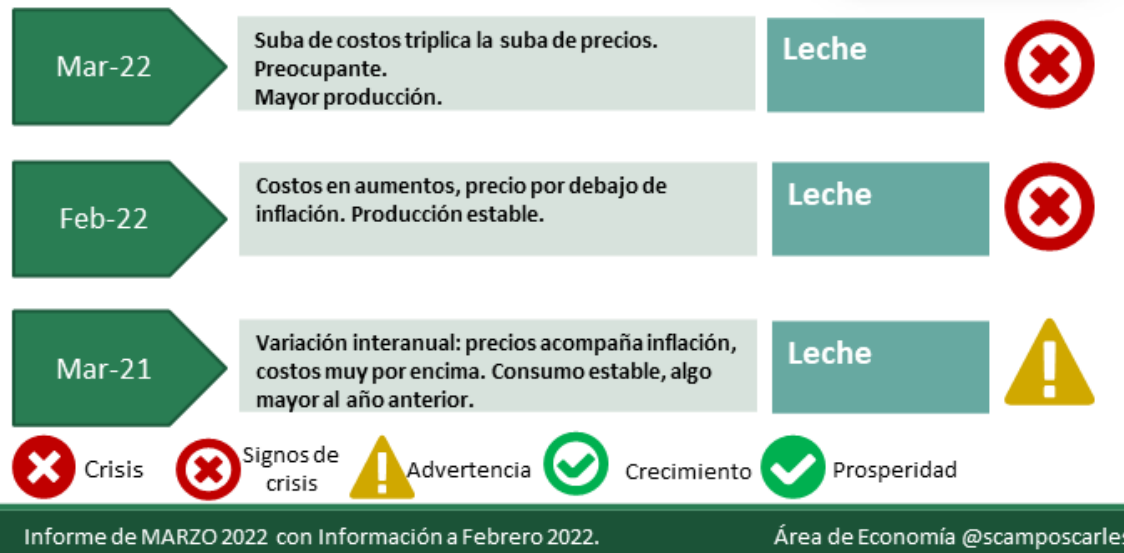 Mar-22
Suba de costos triplica la suba de precios.
Preocupante.
Mayor producción.
Leche
Feb-22
Costos en aumentos, precio por debajo de
inflación. Producción estable.
Leche
Mar-21
Variación interanual: precios acompaña inflación,
costos muy por encima. Consumo estable, algo
mayor al año anterior.
Leche
Crisis
Signos de
crisis
Advertencia
Crecimiento
Prosperidad
Informe de MARZO 2022 con Información a Febrero 2022.
Área de Economía @scamposcarles